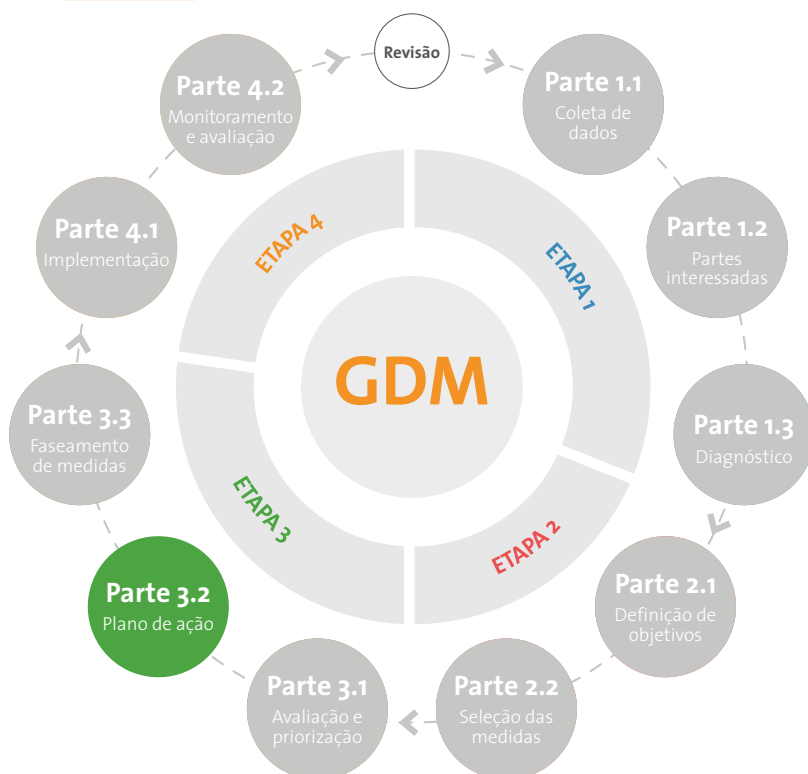 Revisão
Parte 1.1
Coleta de
dados
Parte 1.2
Partes
interessadas
Parte 1.3
Diagnóstico
Parte 2.1
Definição de
objetivos
Parte 2.2
Seleção das
medidas
Parte 3.1
Avaliação e
priorização
Parte 3.2
Plano de ação
Parte 3.3
Faseamento
de medidas
Parte 4.1
Implementação
Parte 4.2
Monitoramento
e avaliação
ETAPA 1
ETAPA 2
ETAPA 3
ETAPA 4
GDM